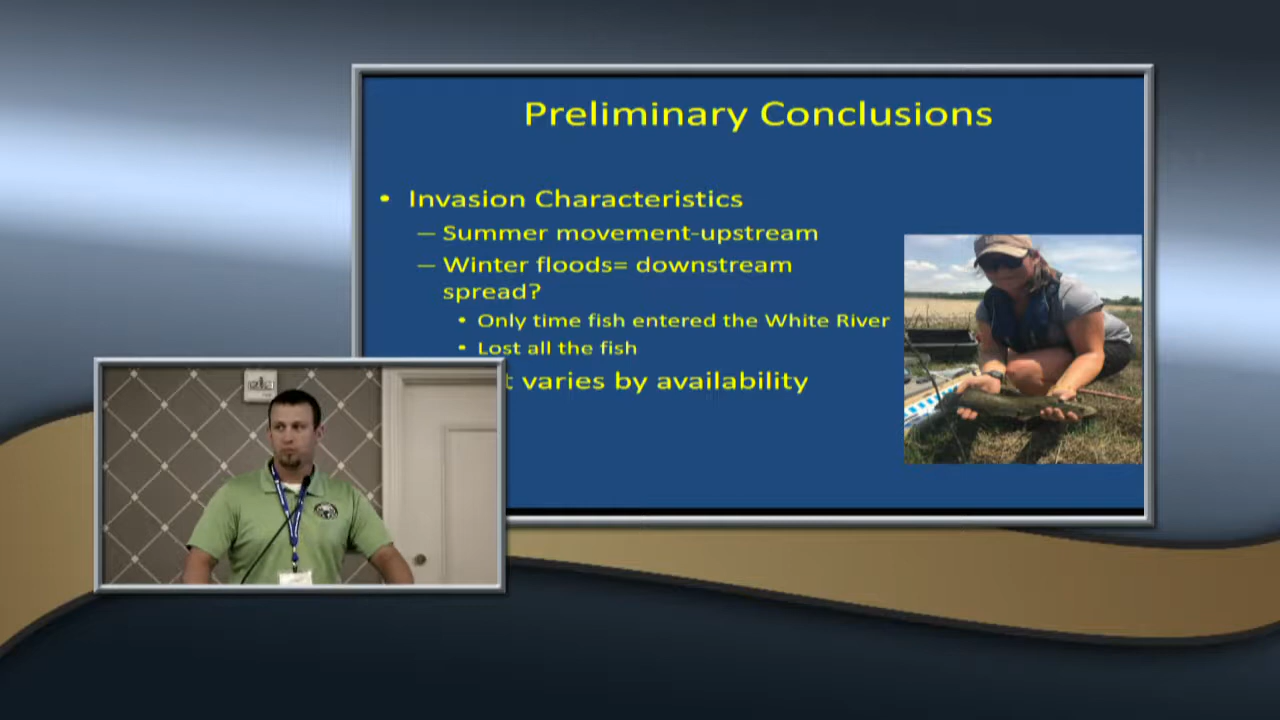 Preliminary Conclusions
• Invasion Characteristics
– Summer movement-upstream
– Winter floods= downstream
spread?
• Only time fish entered the White River
• Lost all the fish
t varies by availability